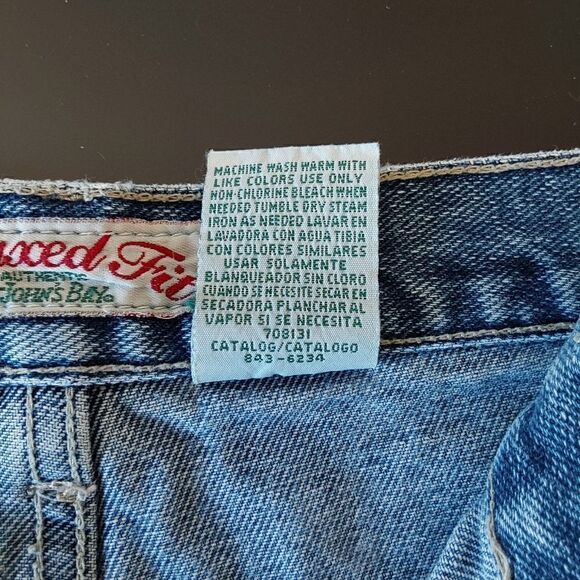 Fit
AUTHENT
JOHN'S BAY
MACHINE WASH WARM WITH
LIKE COLORS USE ONLY
NON-CHLORINE BLEACH WHEN
NEEDED TUMBLE DRY STEAM
IRON AS NEEDED LAVAR EN
LAVADORA CON AGUA TIBIA
CON COLORES SIMILARES
USAR SOLAMENTE
BLANQUEADOR SIN CLORO
CUANDO SE NECESITE SECAR EN
SECADORA PLANCHAR AL
VAPOR SI SE NECESITA
708131
CATALOG/CATALOGO
843-6234